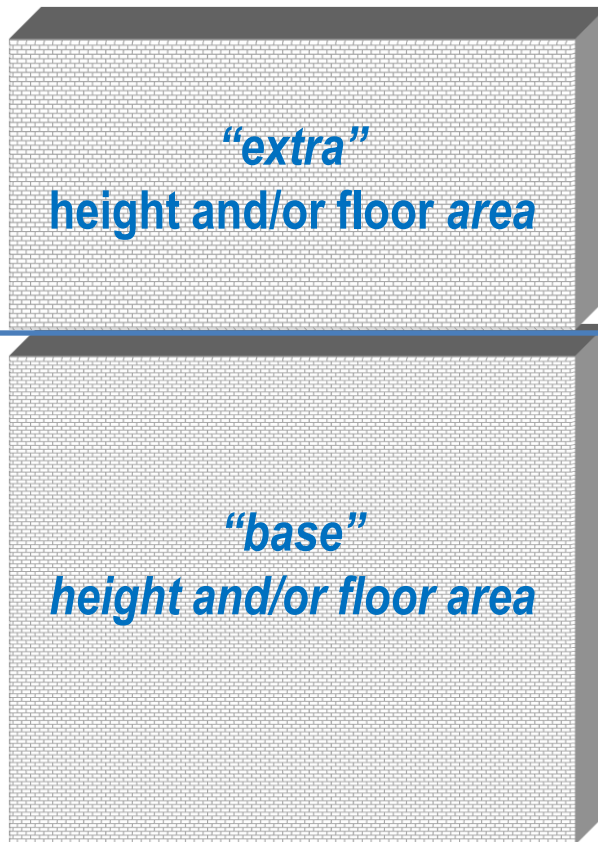 “extra”
height and/or floor area
“base”
height and/or floor area